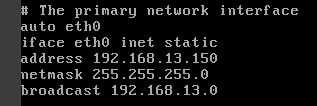 # The primary network interface
auto eth0
iface eth0 inet static
address 192.168.13.150
netmask 255.255.255.0
broadcast 192.168.13.0